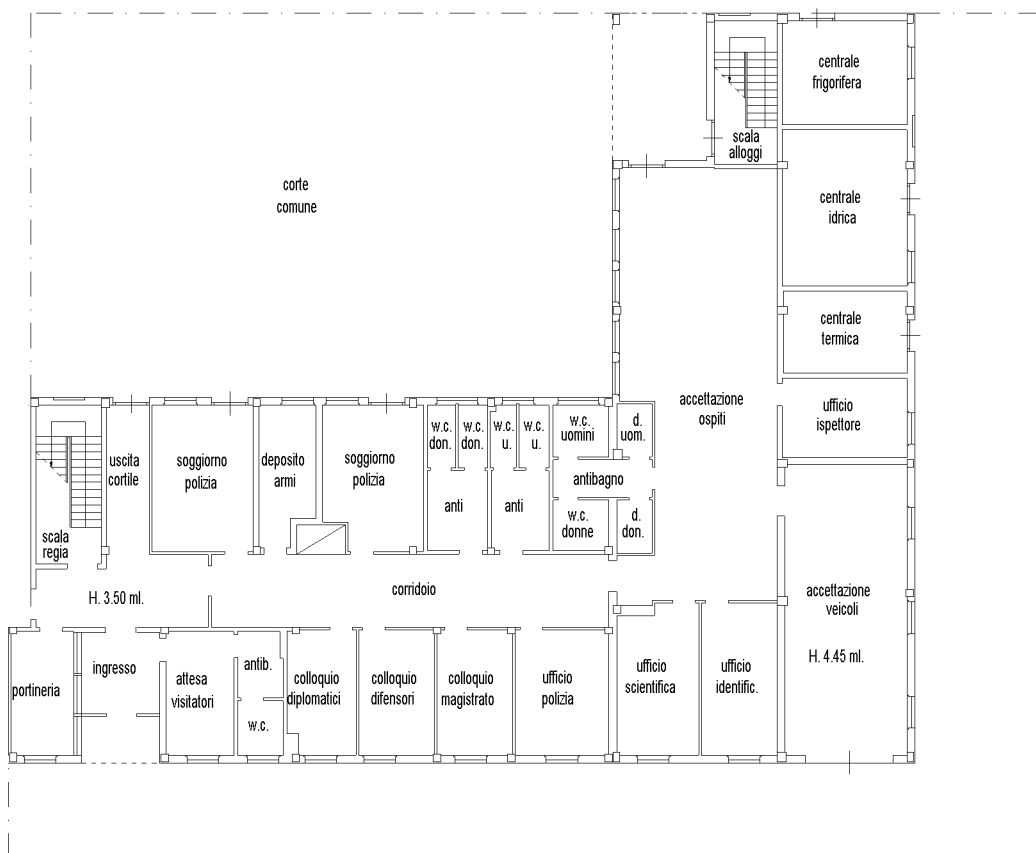 centrale
frigorifera
scala
alloggi
corte
comune
centrale
idrica
centrale
termica
accettazione
ospiti
ufficio
ispettore
uscita
cortile
soggiorno
polizia
deposito
armi
soggiorno
polizia
w.c.
don.
w.c.
don.
w.c.
u.
w.c.
u.
w.c.
uomini
d.
uom.
antibagno
anti
anti
w.c.
donne
d.
don.
scala
regia
H. 3.50 ml.
corridoio
accettazione
veicoli
H. 4.45 ml.
portineria
ingresso
attesa
visitatori
antib.
w.c.
colloquio
diplomatici
colloquio
difensori
colloquio
magistrato
ufficio
polizia
ufficio
scientifica
ufficio
identific.